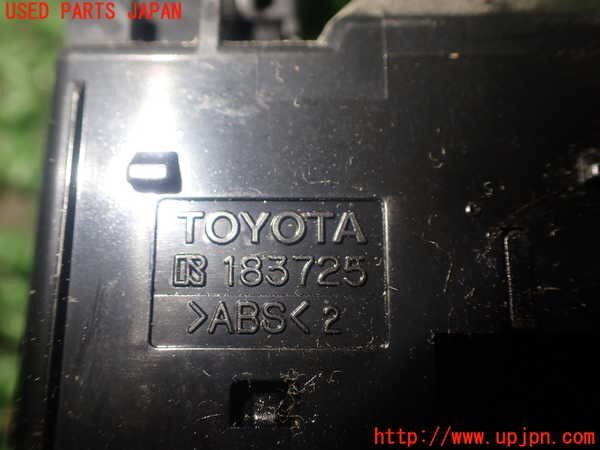 USED PARTS JAPAN
TOYOTA
183725
>ABS< 2
http://www.upjpn.com/